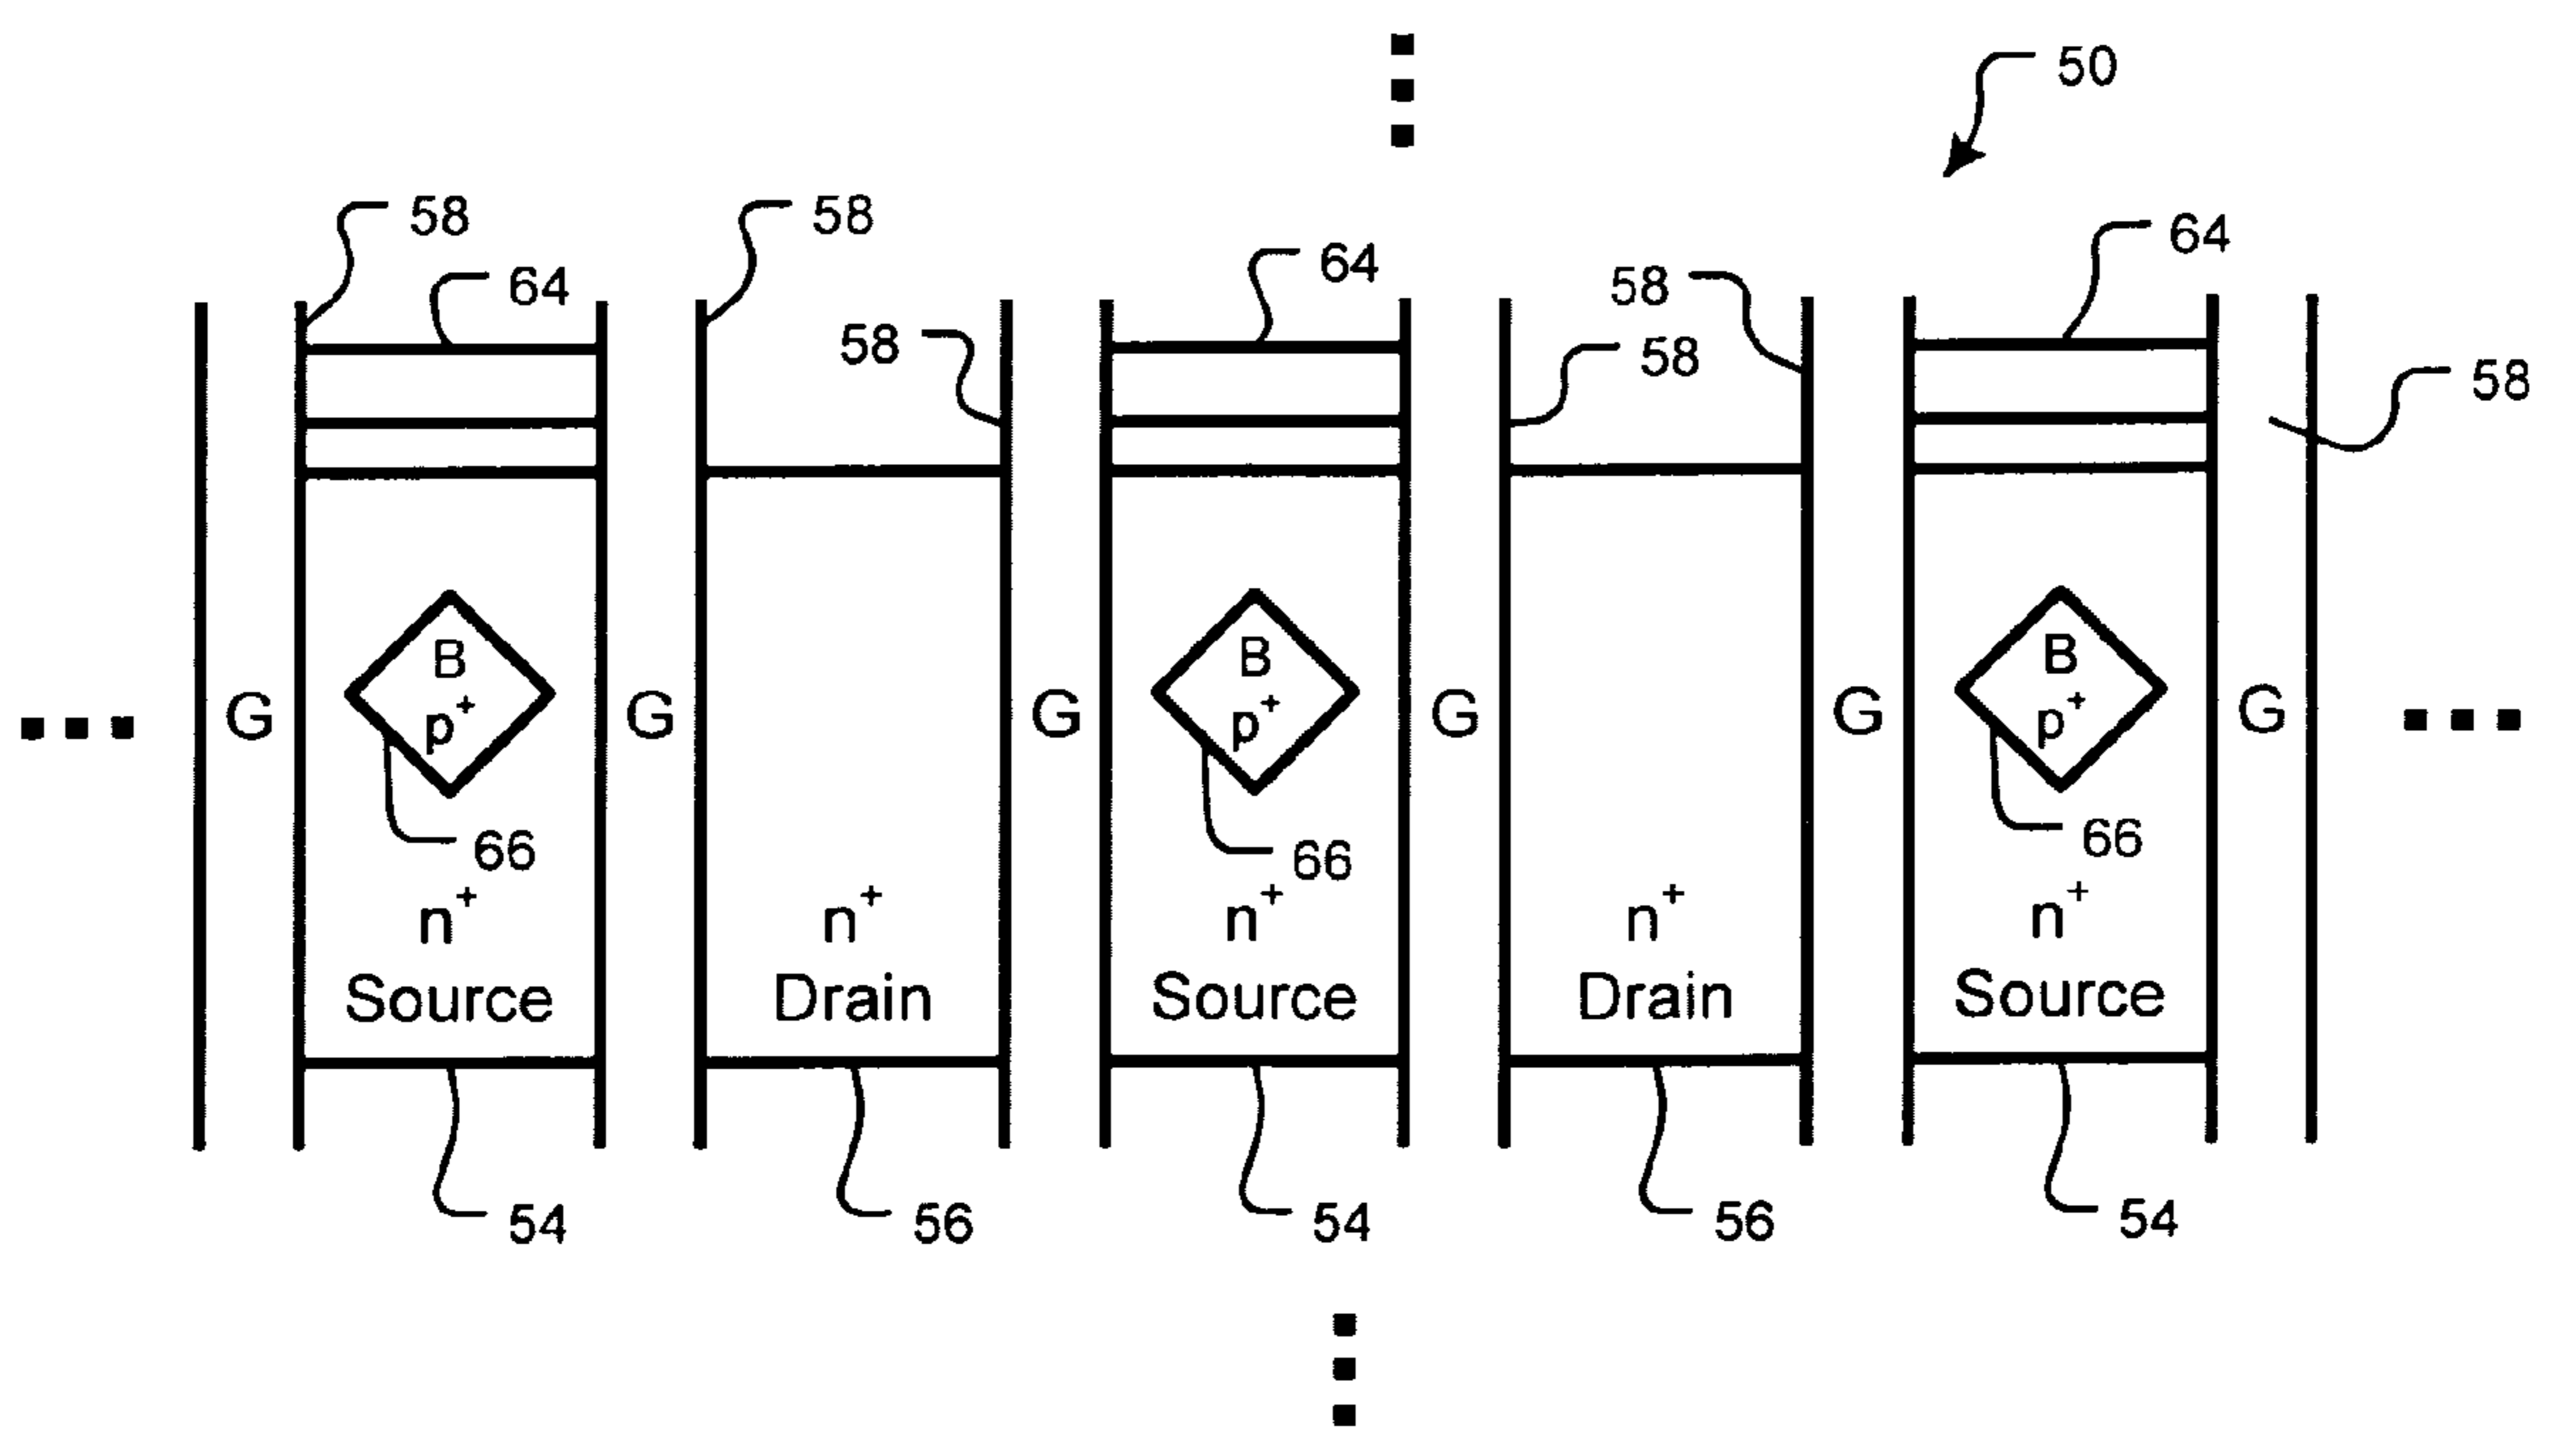 50
58 58 64 64
64 58 58 58
58
B B B
p+ p+ p+
G G G G G G
66 66 66
n+ n+ n+ n+ n+
Source Drain Source Drain Source
54 56 54 56 54